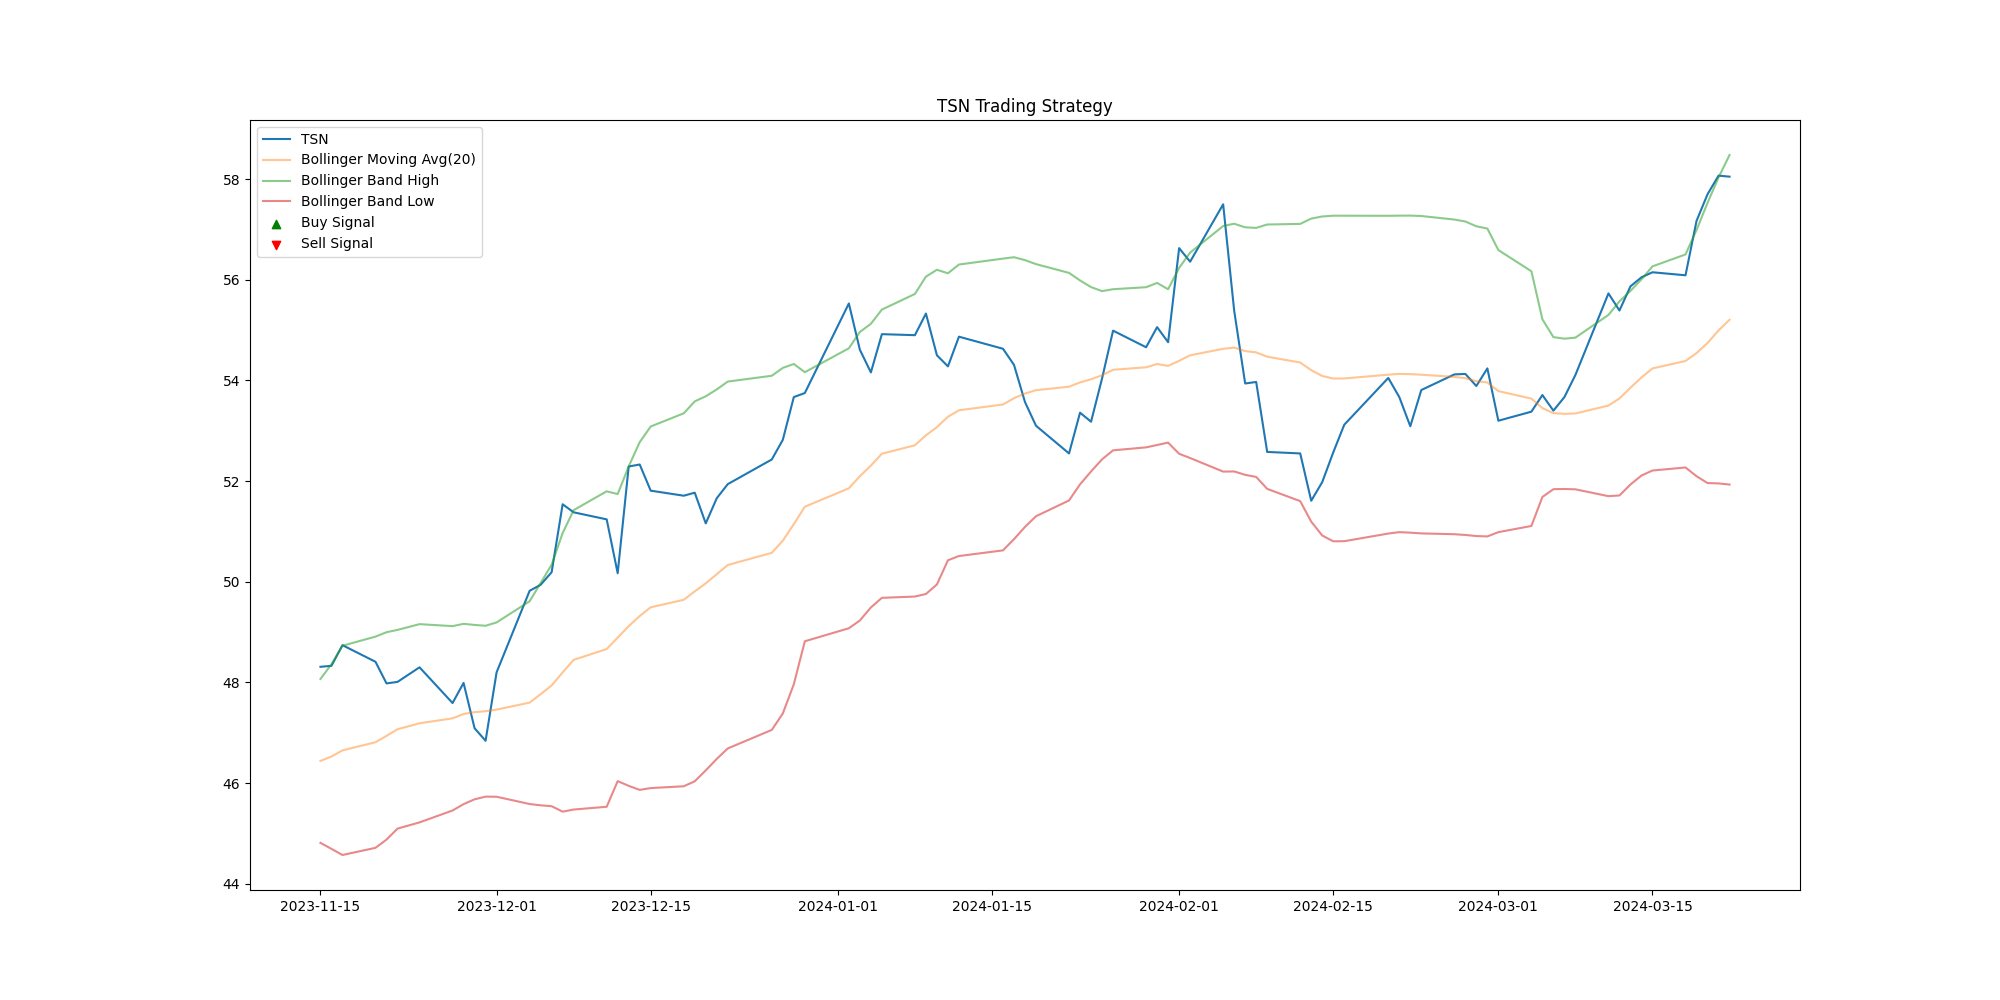 TSN Trading Strategy
TSN
Bollinger Moving Avg(20)
Bollinger Band High
Bollinger Band Low
Buy Signal
Sell Signal
58
56
54
52
50
48
46
44
2023-11-15 2023-12-01 2023-12-15 2024-01-01 2024-01-15 2024-02-01 2024-02-15 2024-03-01 2024-03-15